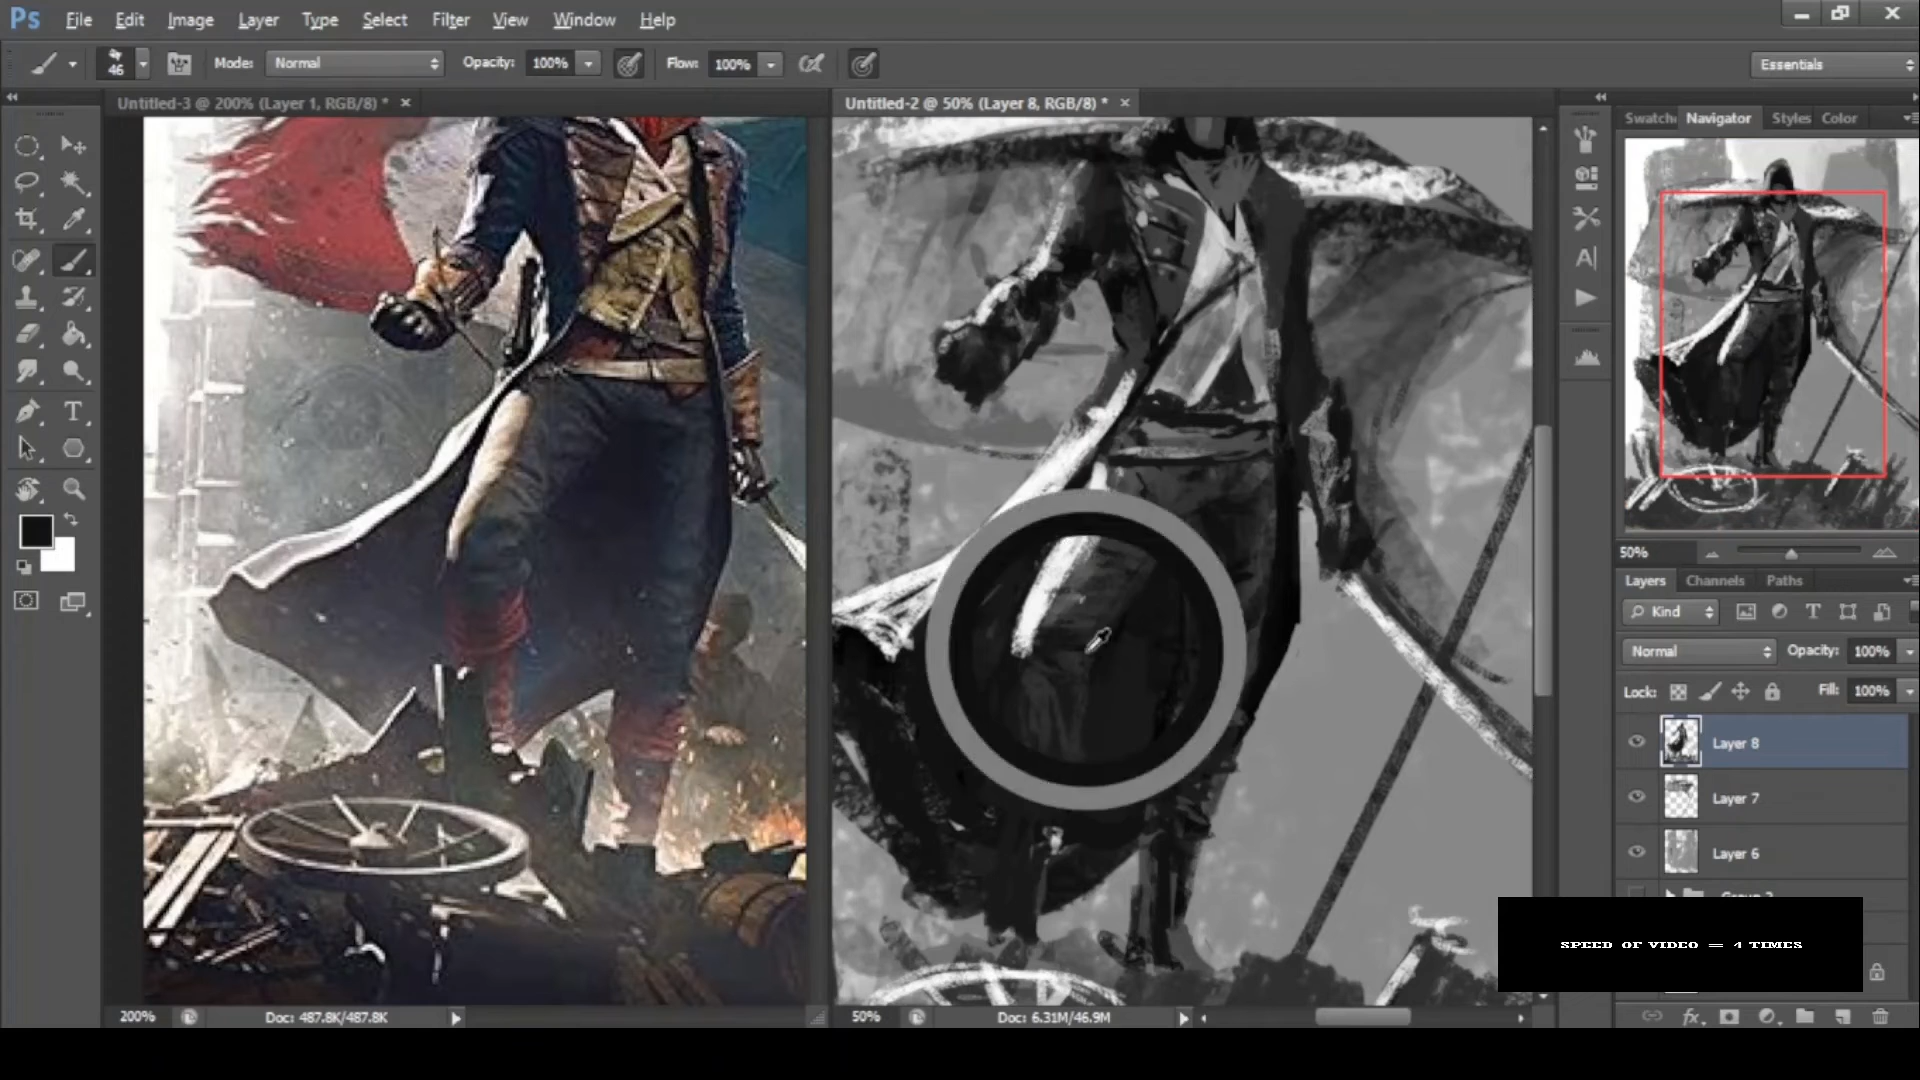 Ps File Edit Image Layer Type Select Filter View Window Help
46 Mode: Normal Opacity: 100% Flow: 100% Essentials
Untitled-3 @ 200% (Layer 1, RGB/8) * × Untitled-2 @ 50% (Layer 8, RGB/8) * ×
Swatch Navigator Styles Color
50%
Layers Channels Paths
Kind
Normal Opacity: 100%
Lock: Fill: 100%
Layer 8
Layer 7
Layer 6
SPEED OF VIDEO = 4 TIMES
200% Doc: 487.8K/487.8K 50% Doc: 6.31M/46.9M